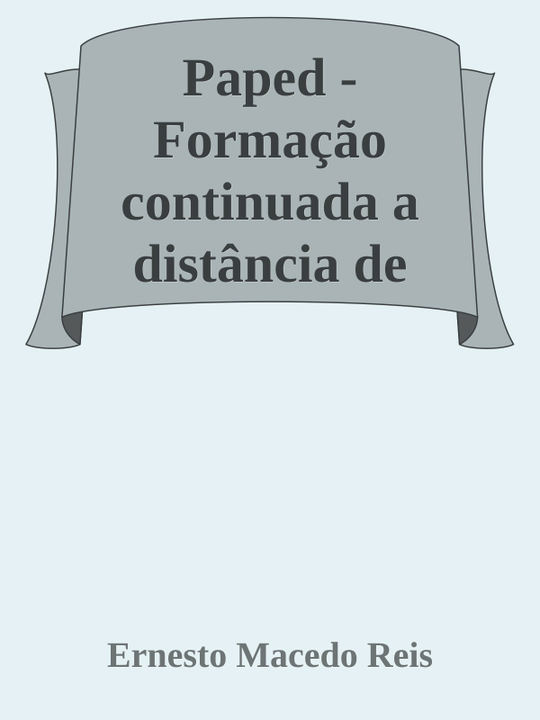 Paped -
Formação
continuada a
distância de
Ernesto Macedo Reis